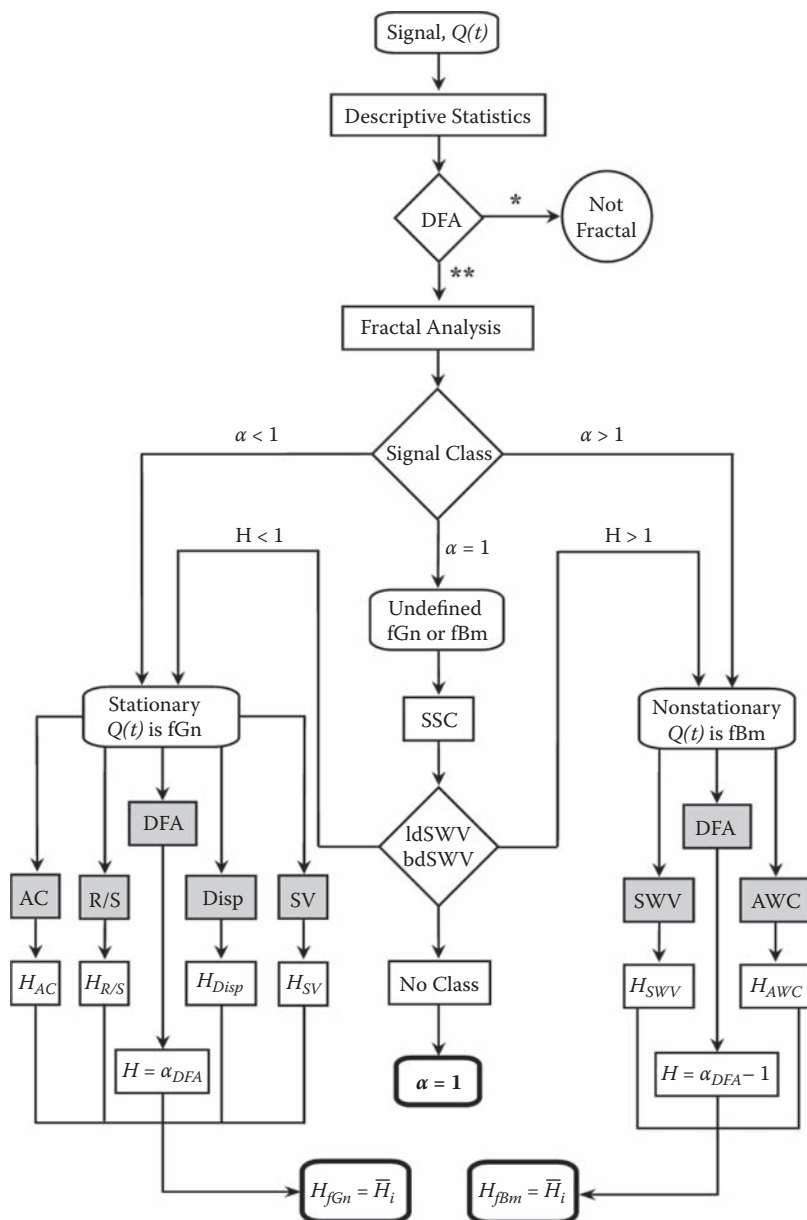 Signal, Q(t)
Descriptive Statistics
DFA
*
Not
Fractal
**
Fractal Analysis
α < 1
Signal Class
α > 1
H < 1
α = 1
H > 1
Undefined
fGn or fBm
Stationary
Q(t) is fGn
SSC
Nonstationary
Q(t) is fBm
DFA
ldSWV
bdSWV
DFA
AC
R/S
Disp
SV
SWV
AWC
H_AC
H_R/S
H_Disp
H_SV
No Class
H_SWV
H_AWC
H = α_DFA
α = 1
H = α_DFA – 1
H_fGn = H̅_i
H_fBm = H̅_i